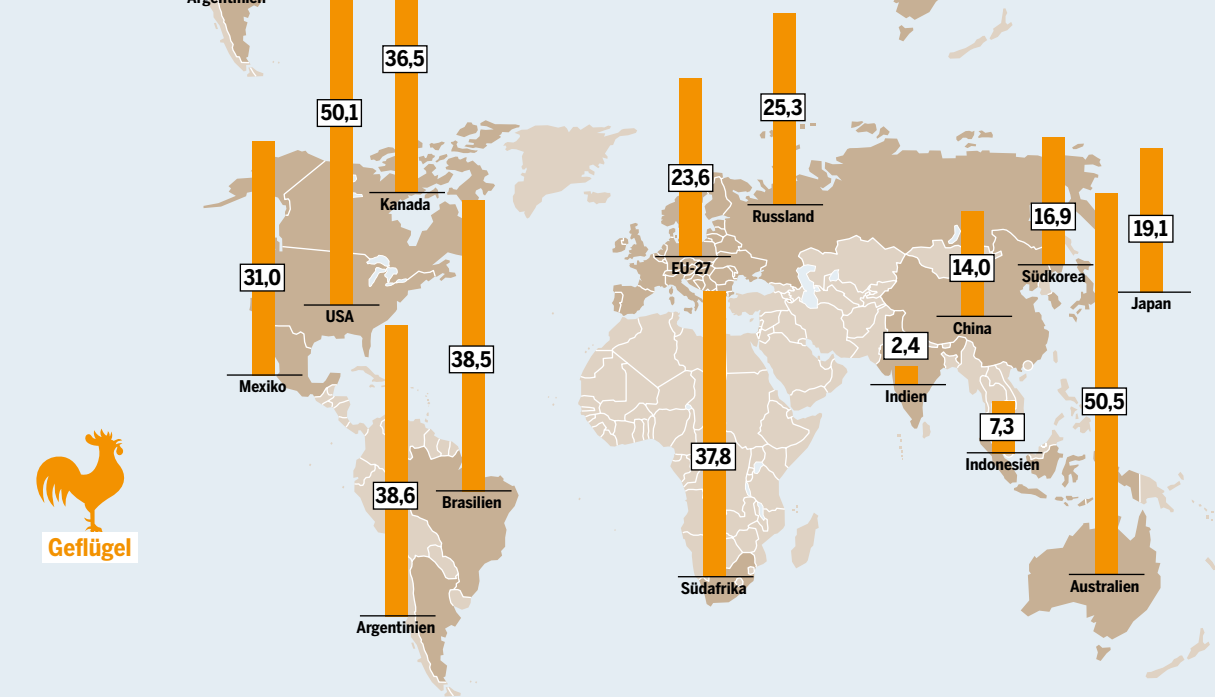 Argentinien
36,5
50,1
25,3
23,6
Kanada
Russland
16,9
19,1
31,0
EU-27
14,0
Südkorea
Japan
USA
China
2,4
38,5
Mexiko
Indien
50,5
7,3
37,8
Indonesien
38,6
Brasilien
Geflügel
Südafrika
Australien
Argentinien